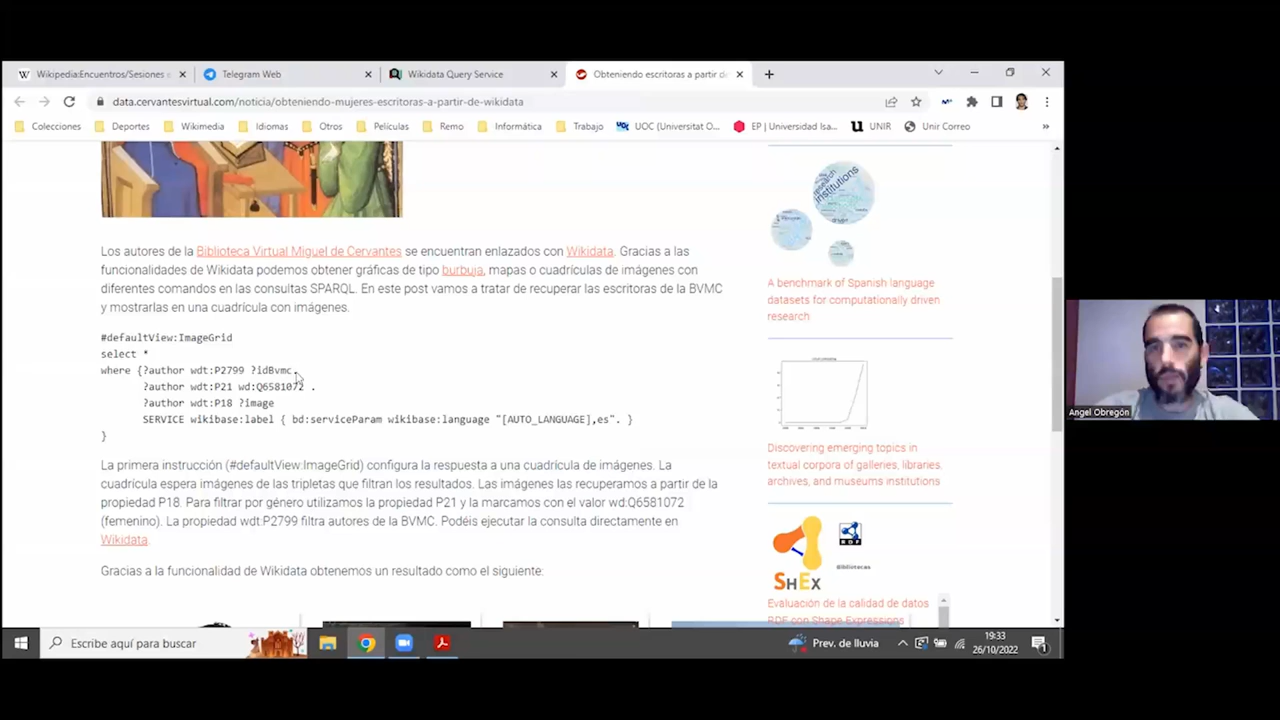 Wikipedia:Encuentros/Sesiones
Telegram Web
Wikidata Query Service
Obteniendo escritoras a partir de
data.cervantesvirtual.com/noticia/obteniendo-mujeres-escritoras-a-partir-de-wikidata
Colecciones
Deportes
Wikimedia
Idiomas
Otros
Películas
Remo
Informática
Trabajo
UOC (Universitat O...
EP | Universidad Isa...
UNIR
Unir Correo
Los autores de la Biblioteca Virtual Miguel de Cervantes se encuentran enlazados con Wikidata. Gracias a las
funcionalidades de Wikidata podemos obtener gráficas de tipo burbuja, mapas o cuadrículas de imágenes con
diferentes comandos en las consultas SPARQL. En este post vamos a tratar de recuperar las escritoras de la BVMC
y mostrarlas en una cuadrícula con imágenes.
#defaultView:ImageGrid
select *
where {?author wdt:P2799 ?idBvmc.
?author wdt:P21 wd:Q6581072 .
?author wdt:P18 ?image
SERVICE wikibase:label { bd:serviceParam wikibase:language "[AUTO_LANGUAGE],es". }
}
La primera instrucción (#defaultView:ImageGrid) configura la respuesta a una cuadrícula de imágenes. La
cuadrícula espera imágenes de las tripletas que filtran los resultados. Las imágenes las recuperamos a partir de la
propiedad P18. Para filtrar por género utilizamos la propiedad P21 y la marcamos con el valor wd:Q6581072
(femenino). La propiedad wdt:P2799 filtra autores de la BVMC. Podéis ejecutar la consulta directamente en
Wikidata.
Gracias a la funcionalidad de Wikidata obtenemos un resultado como el siguiente:
research
institutions
A benchmark of Spanish language
datasets for computationally driven
research
Discovering emerging topics in
textual corpora of galleries, libraries,
archives, and museums institutions
ShEx
RDF
Bibliotecas
Evaluación de la calidad de datos
RDF con Shape Expressions
Angel Obregón
Escribe aquí para buscar
Prev. de lluvia
19:33
26/10/2022
1